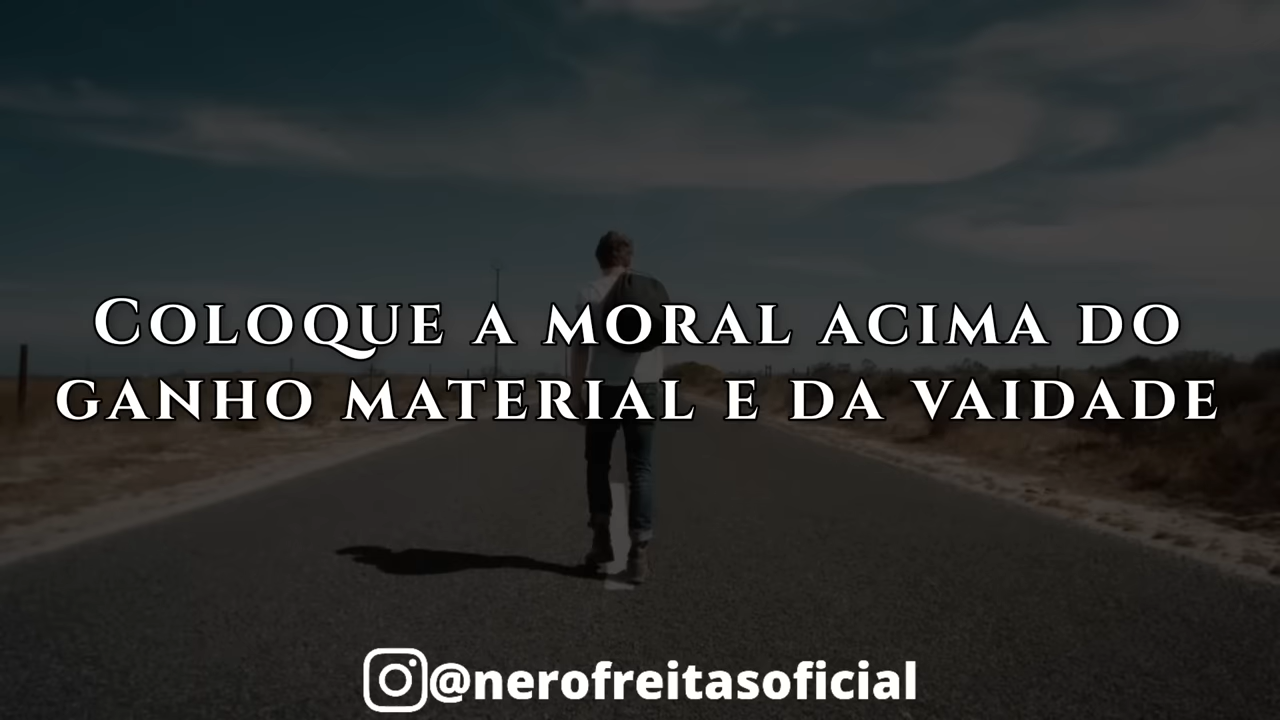 Coloque a moral acima do
ganho material e da vaidade
@nerofreitasoficial